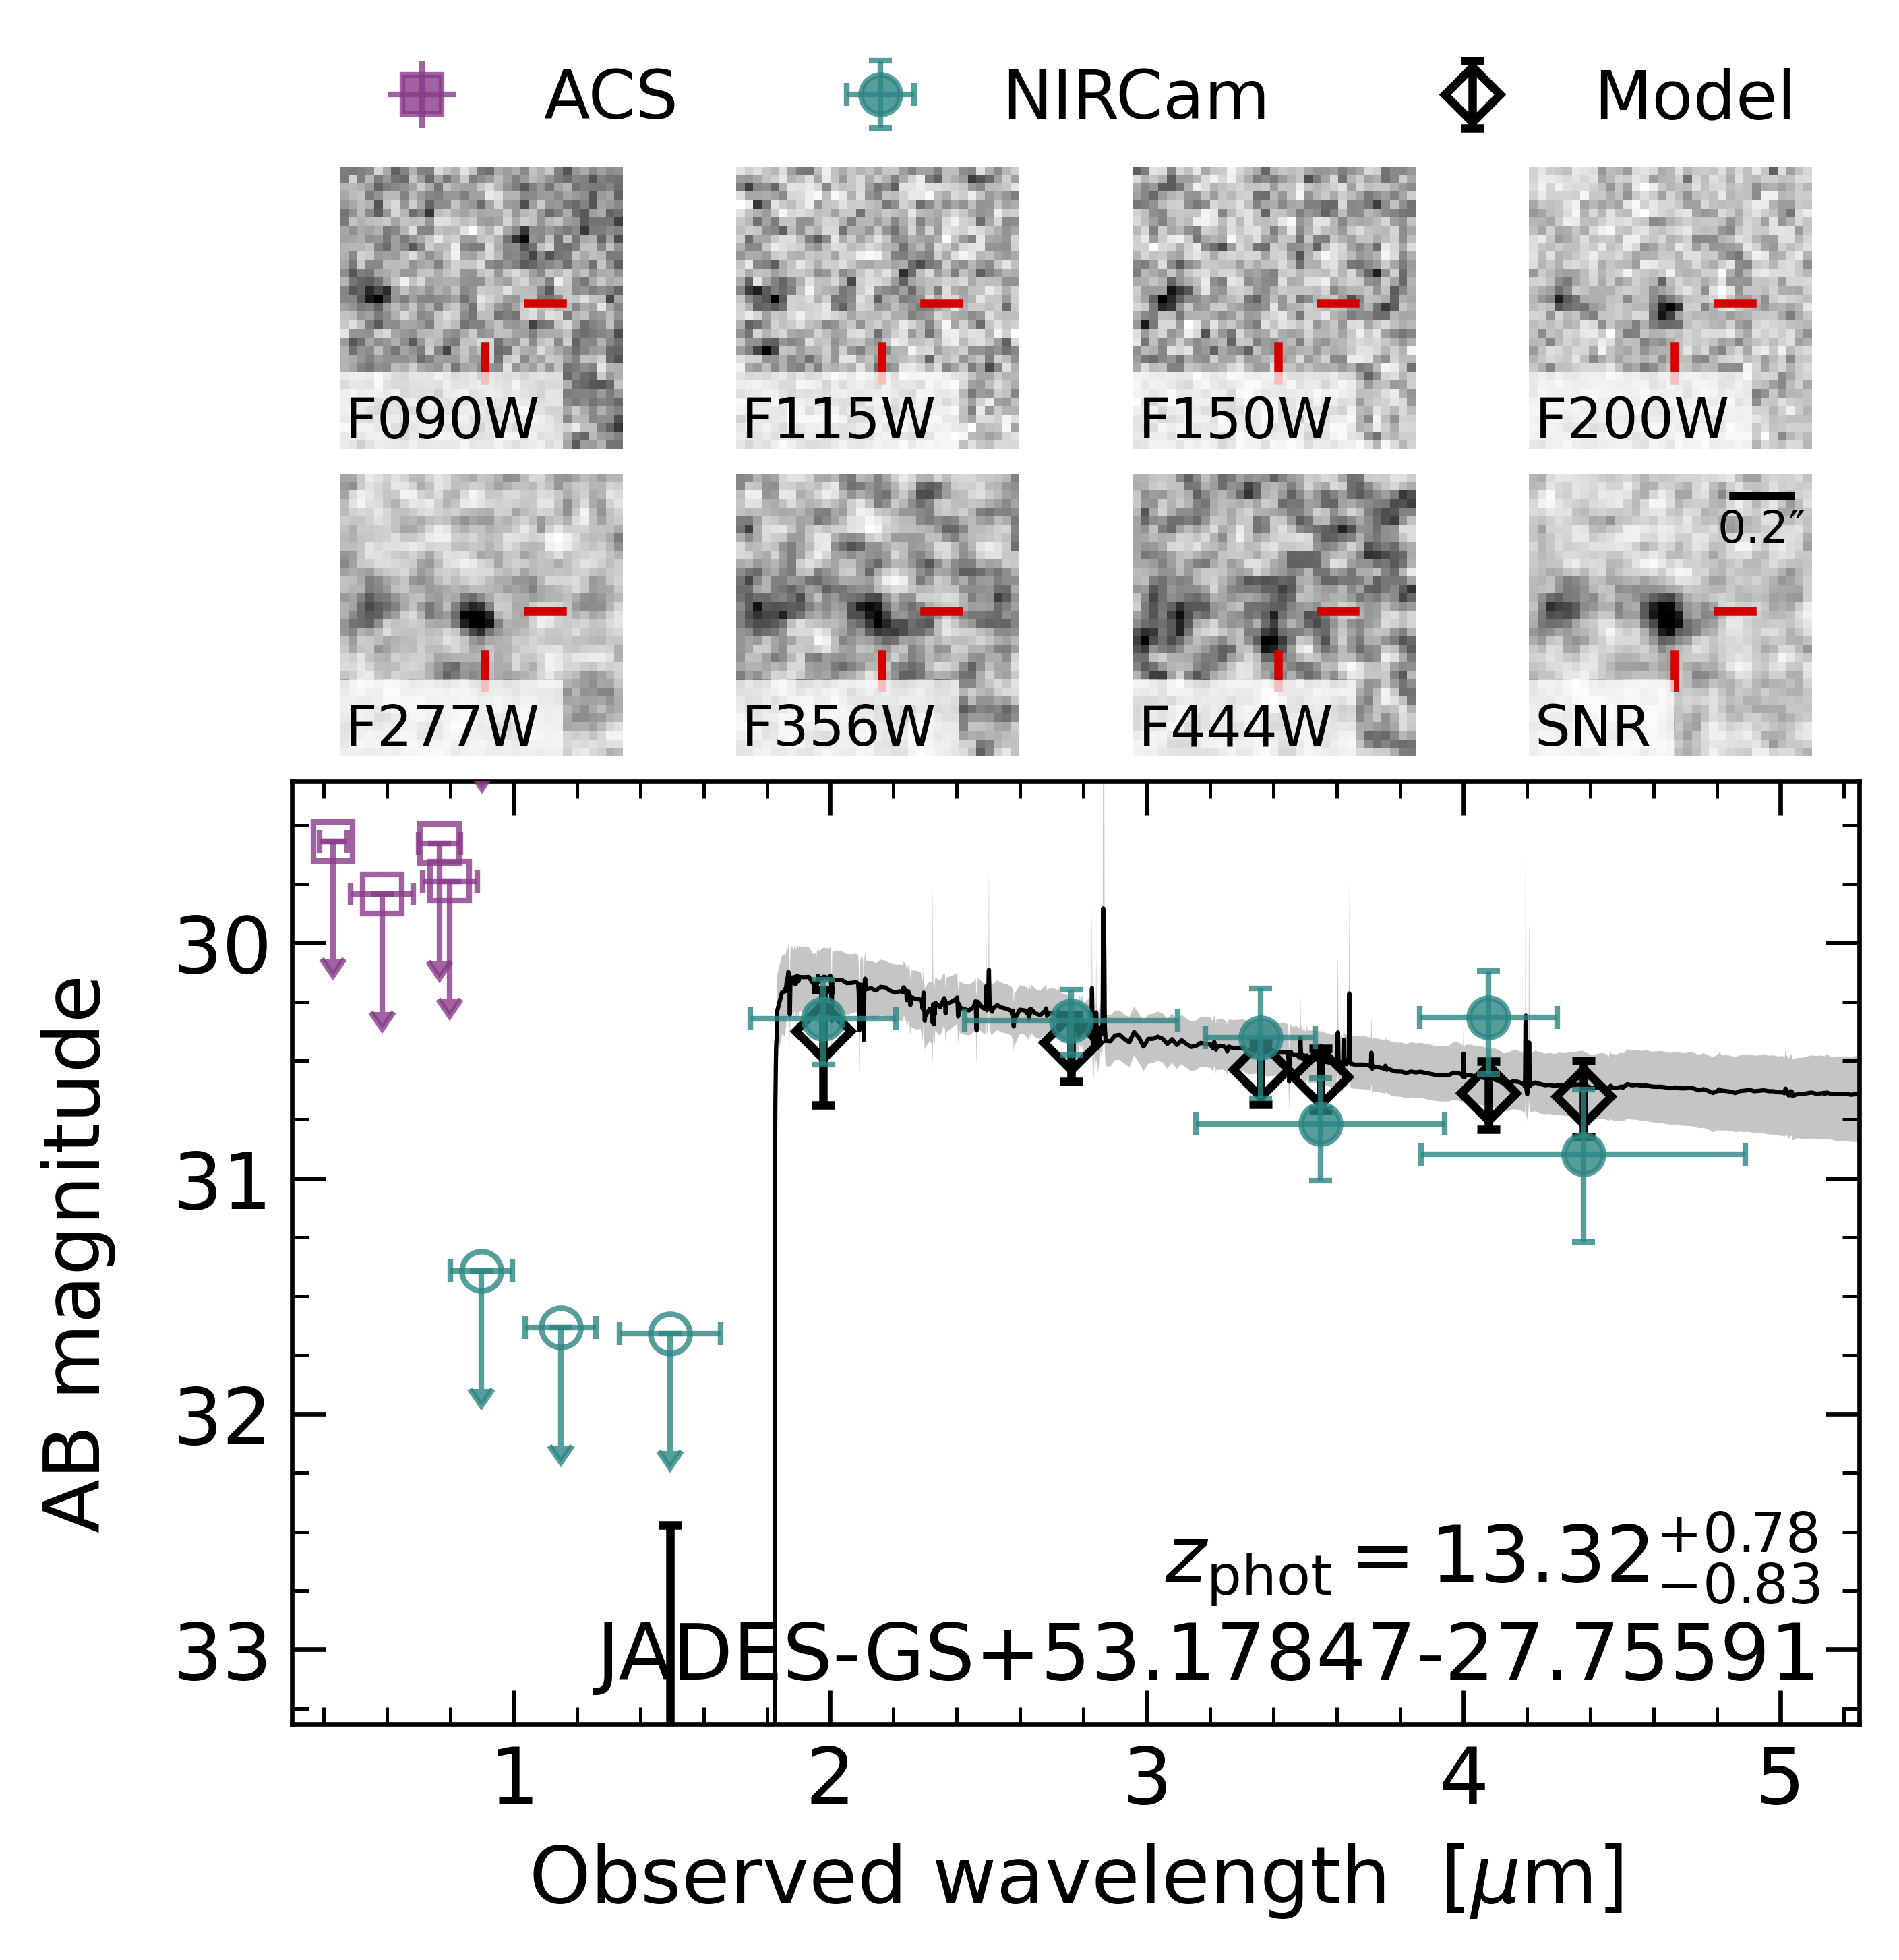 ACS NIRCam Model
F090W F115W F150W F200W
0.2″
F277W F356W F444W SNR
AB magnitude
30
31
32
33
z_phot = 13.32^{+0.78}_{−0.83}
JADES-GS+53.17847-27.75591
1 2 3 4 5
Observed wavelength [μm]